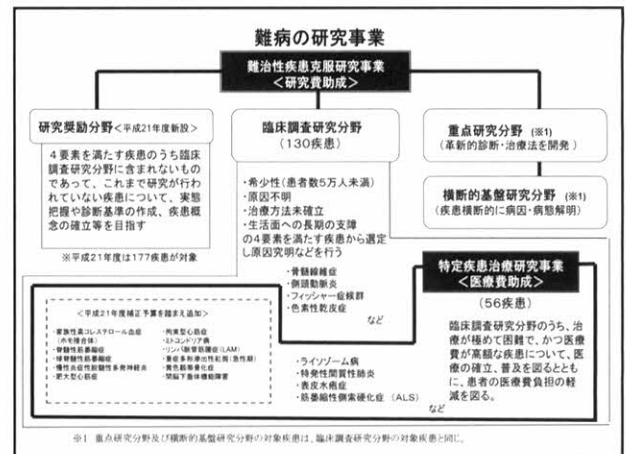 難病の研究事業
難治性疾患克服研究事業
<研究費助成>
研究奨励分野<平成21年度新設>
4要素を満たす疾患のうち臨床
調査研究分野に含まれないもの
であって、これまで研究が行わ
れていない疾患について、実態
把握や診断基準の作成、疾患概
念の確立等を目指す
※平成21年度は177疾患が対象
臨床調査研究分野
(130疾患)
・希少性(患者数5万人未満)
・原因不明
・治療方法未確立
・生活面への長期の支障
の4要素を満たす疾患から選定
し原因究明などを行う
・骨髄線維症
・側頭動脈炎
・フィッシャー症候群
・色素性乾皮症
など
重点研究分野 (※1)
(革新的診断・治療法を開発)
横断的基盤研究分野 (※1)
(疾患横断的に病因・病態解明)
特定疾患治療研究事業
<医療費助成>
(56疾患)
臨床調査研究分野のうち、治療
が極めて困難で、かつ医療
費が高額な疾患について、医
療の確立、普及を図るととも
に、患者の医療費負担の軽
減を図る。
<平成21年度補正予算を踏まえ追加>
・家族性高コレステロール血症
(ホモ接合体)
・脊髄性筋萎縮症
・球脊髄性筋萎縮症
・慢性炎症性脱髄性多発神経炎
・肥大型心筋症
・拘束型心筋症
・ミトコンドリア病
・リンパ脈管筋腫症(LAM)
・重症多形滲出性紅斑(急性期)
・黄色靱帯骨化症
・間脳下垂体機能障害
・ライソゾーム病
・特発性間質性肺炎
・表皮水疱症
・筋萎縮性側索硬化症(ALS)
など
※1 重点研究分野及び横断的基盤研究分野の対象疾患は、臨床調査研究分野の対象疾患と同じ。